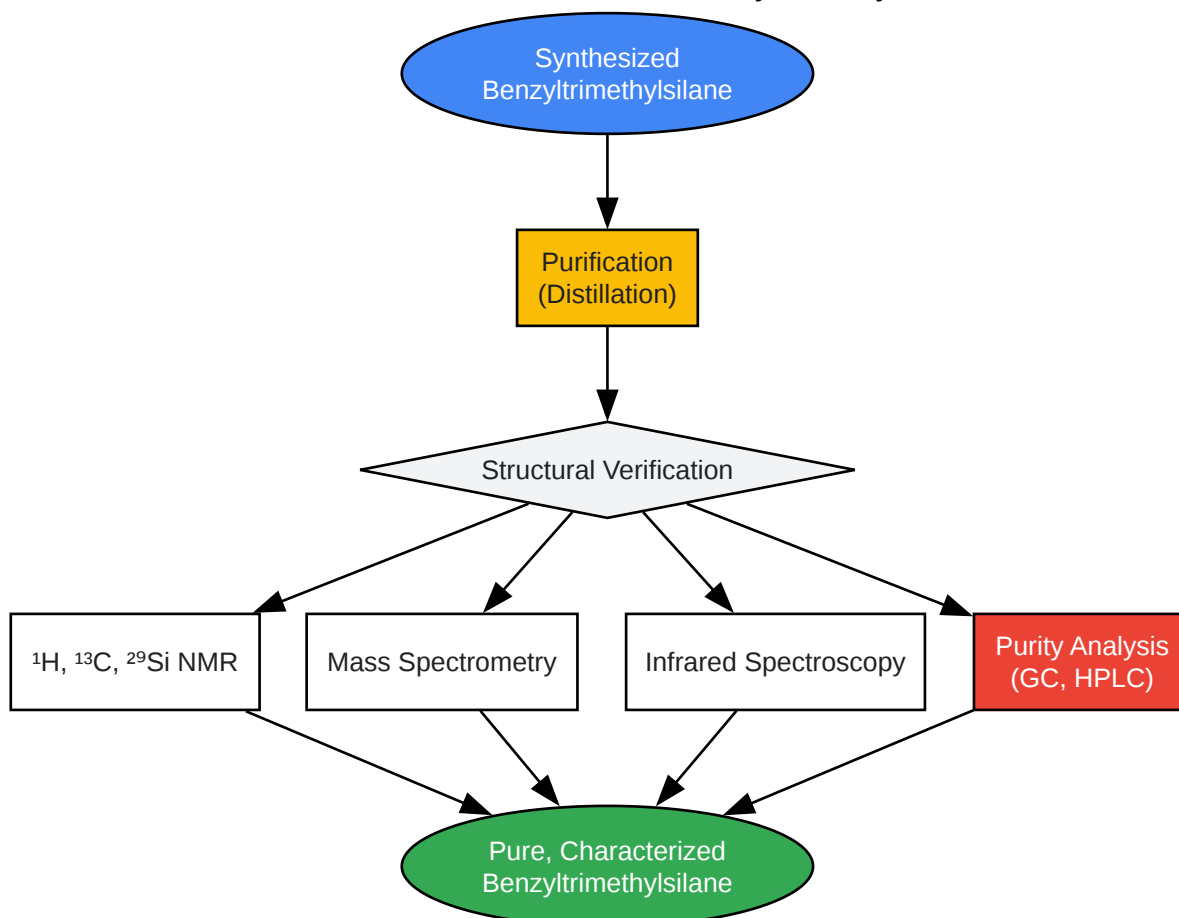 Synthesized
Benzyltrimethylsilane
Purification
(Distillation)
Structural Verification
¹H, ¹³C, ²⁹Si NMR
Mass Spectrometry
Infrared Spectroscopy
Purity Analysis
(GC, HPLC)
Pure, Characterized
Benzyltrimethylsilane